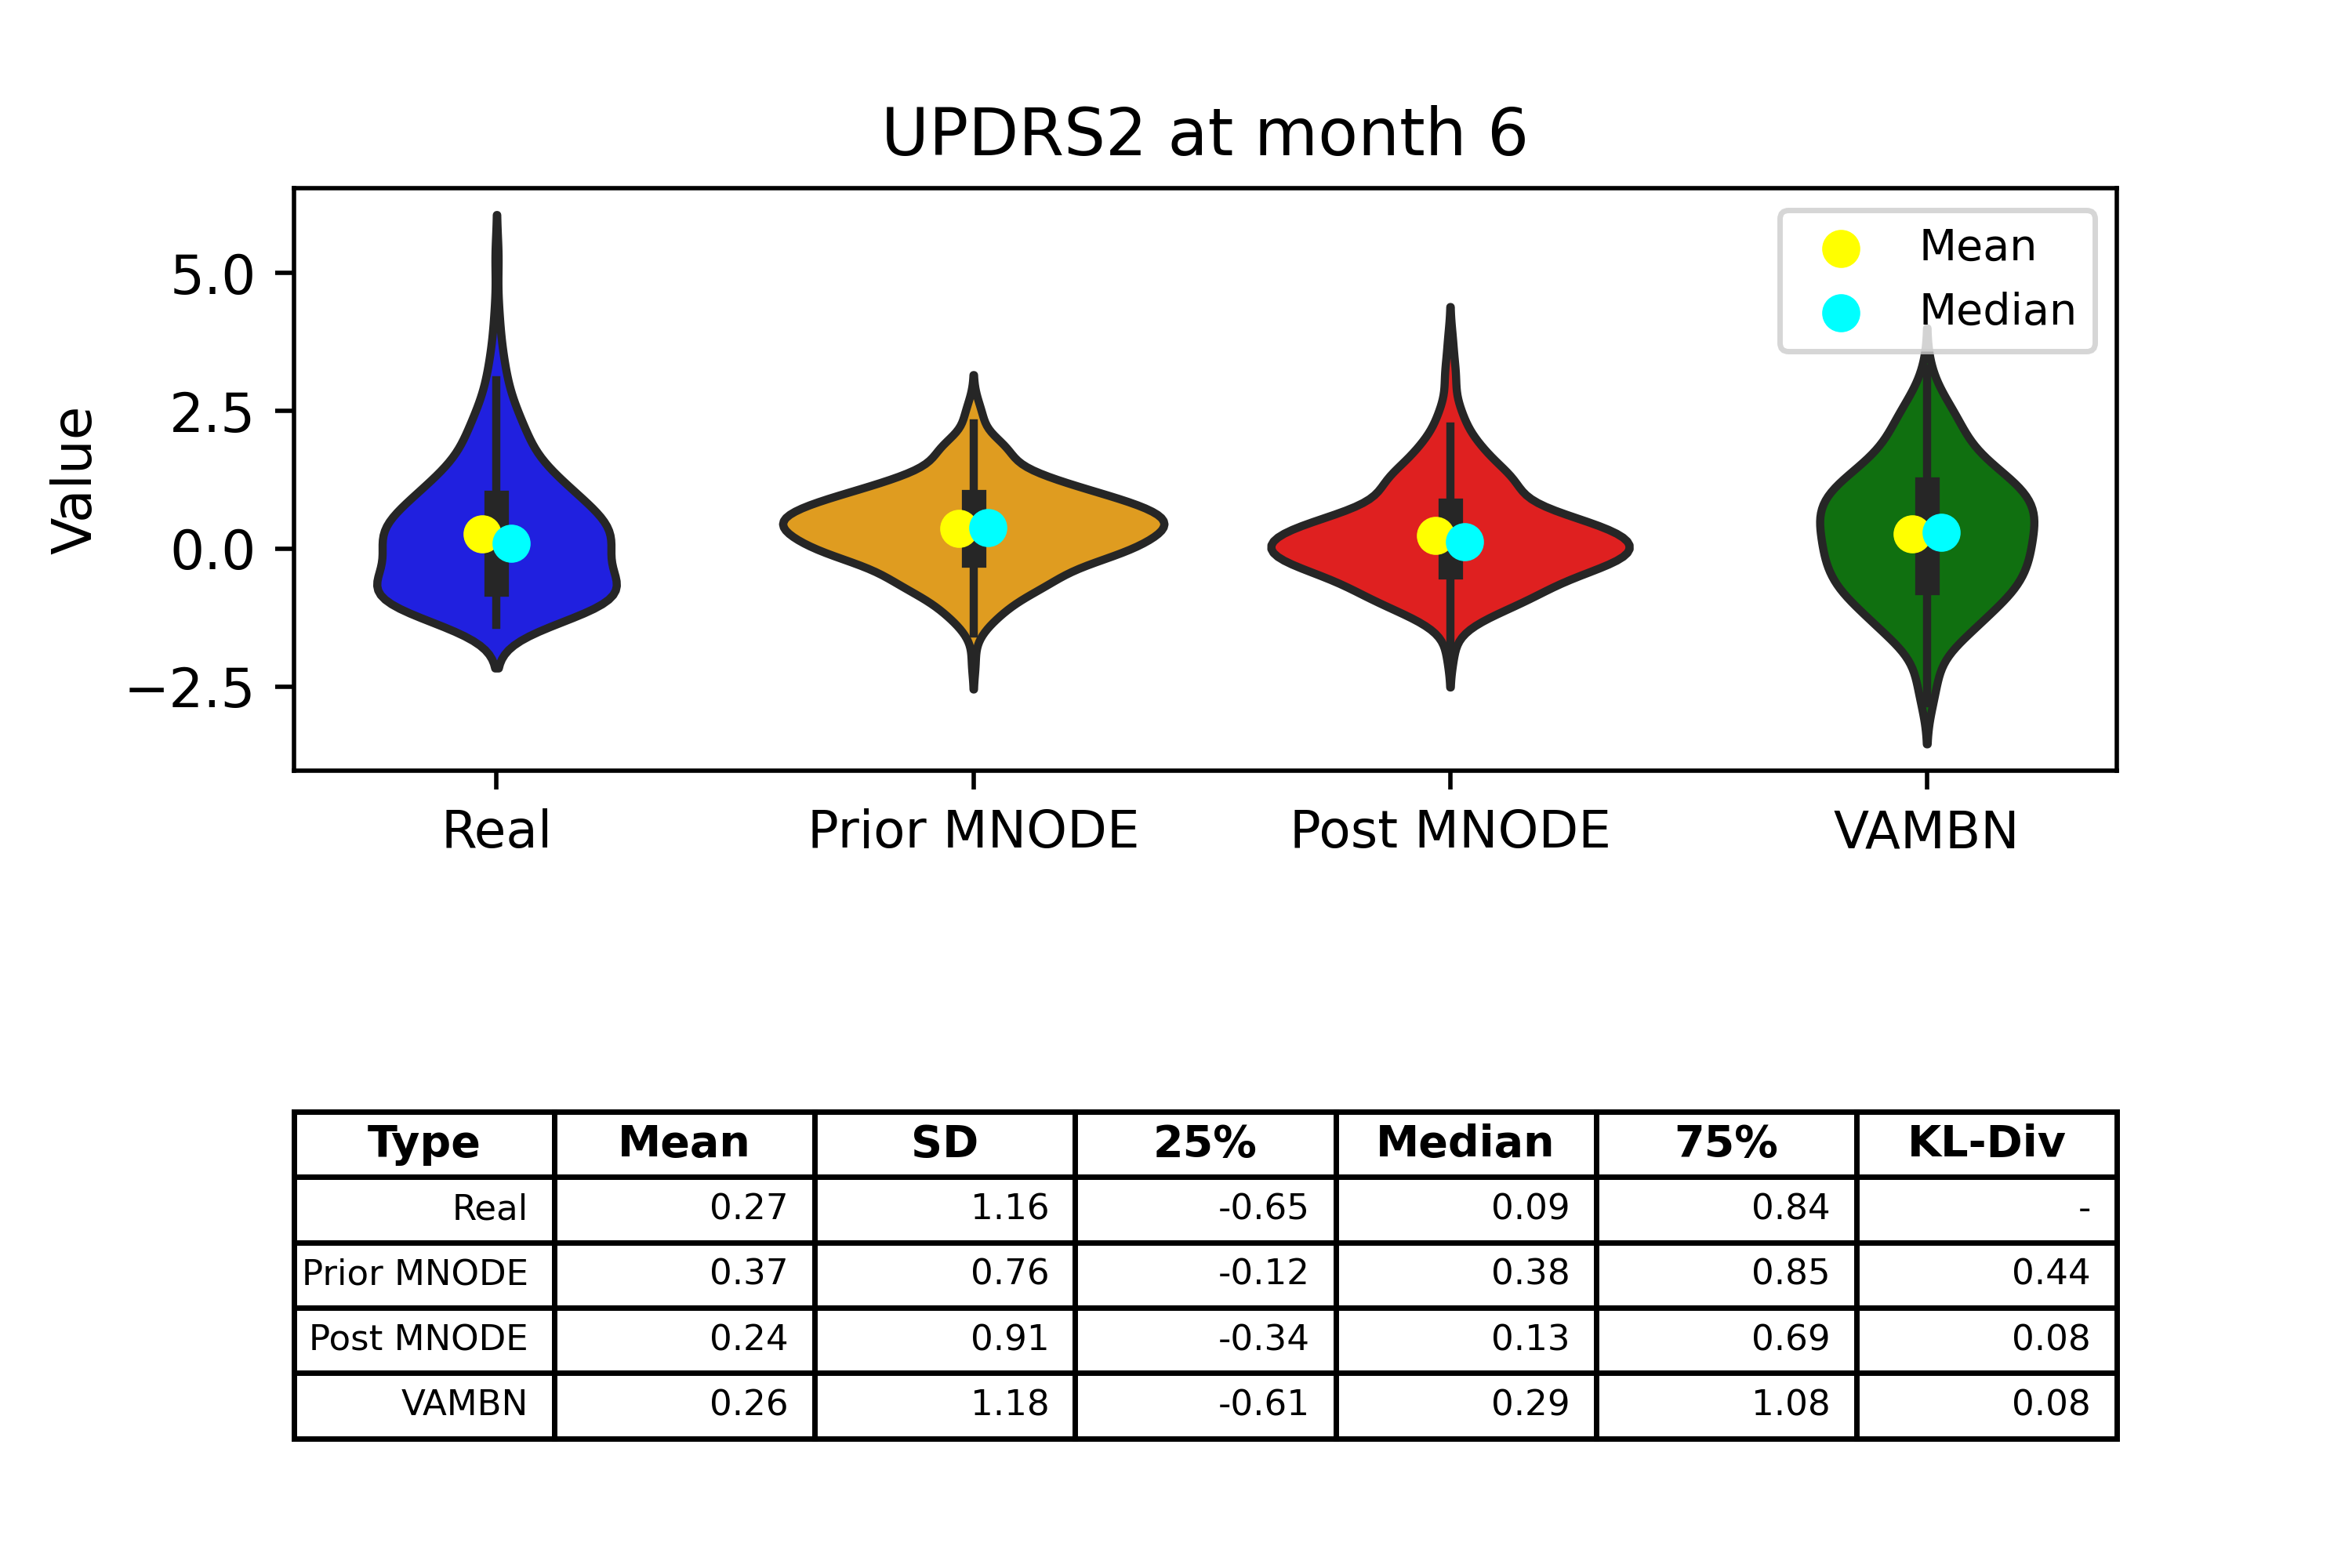 UPDRS2 at month 6
Mean
Median
5.0
2.5
0.0
−2.5
Value
Real Prior MNODE Post MNODE VAMBN
Type Mean SD 25% Median 75% KL-Div
Real 0.27 1.16 -0.65 0.09 0.84 -
Prior MNODE 0.37 0.76 -0.12 0.38 0.85 0.44
Post MNODE 0.24 0.91 -0.34 0.13 0.69 0.08
VAMBN 0.26 1.18 -0.61 0.29 1.08 0.08